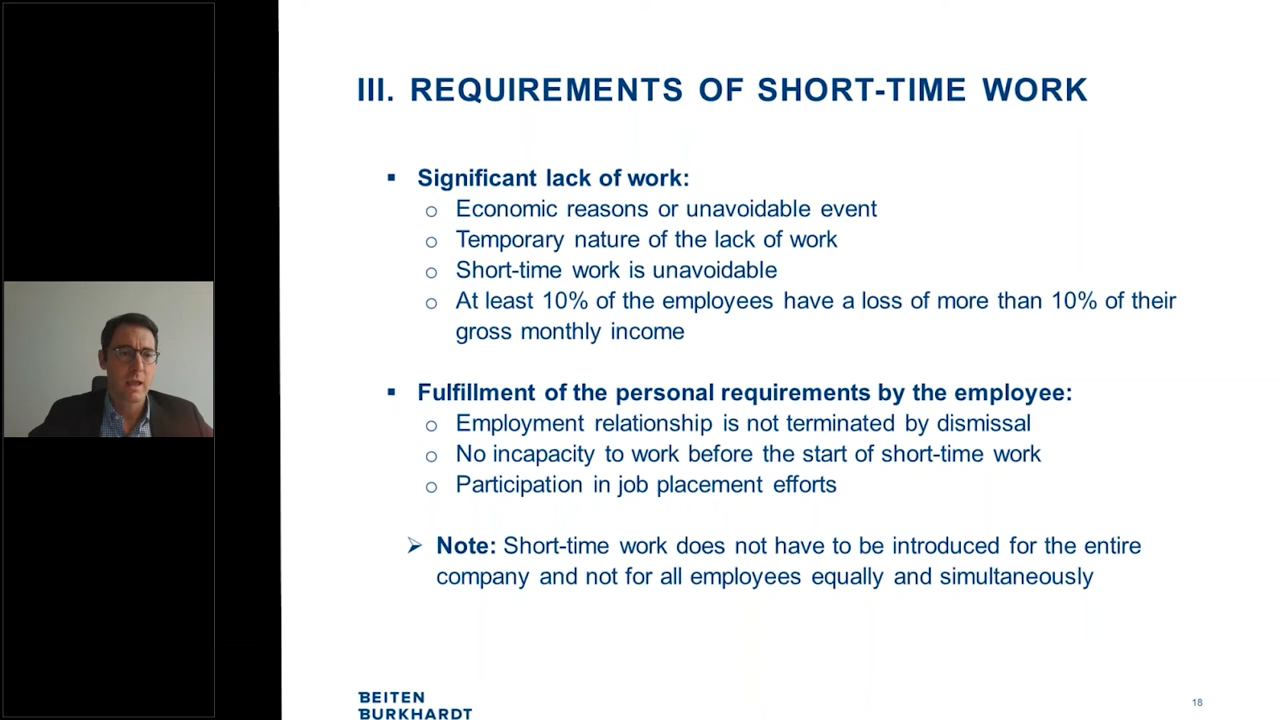 III. REQUIREMENTS OF SHORT-TIME WORK
▪ Significant lack of work:
o Economic reasons or unavoidable event
o Temporary nature of the lack of work
o Short-time work is unavoidable
o At least 10% of the employees have a loss of more than 10% of their
gross monthly income
▪ Fulfillment of the personal requirements by the employee:
o Employment relationship is not terminated by dismissal
o No incapacity to work before the start of short-time work
o Participation in job placement efforts
➢ Note: Short-time work does not have to be introduced for the entire
company and not for all employees equally and simultaneously
BEITEN
BURKHARDT
18